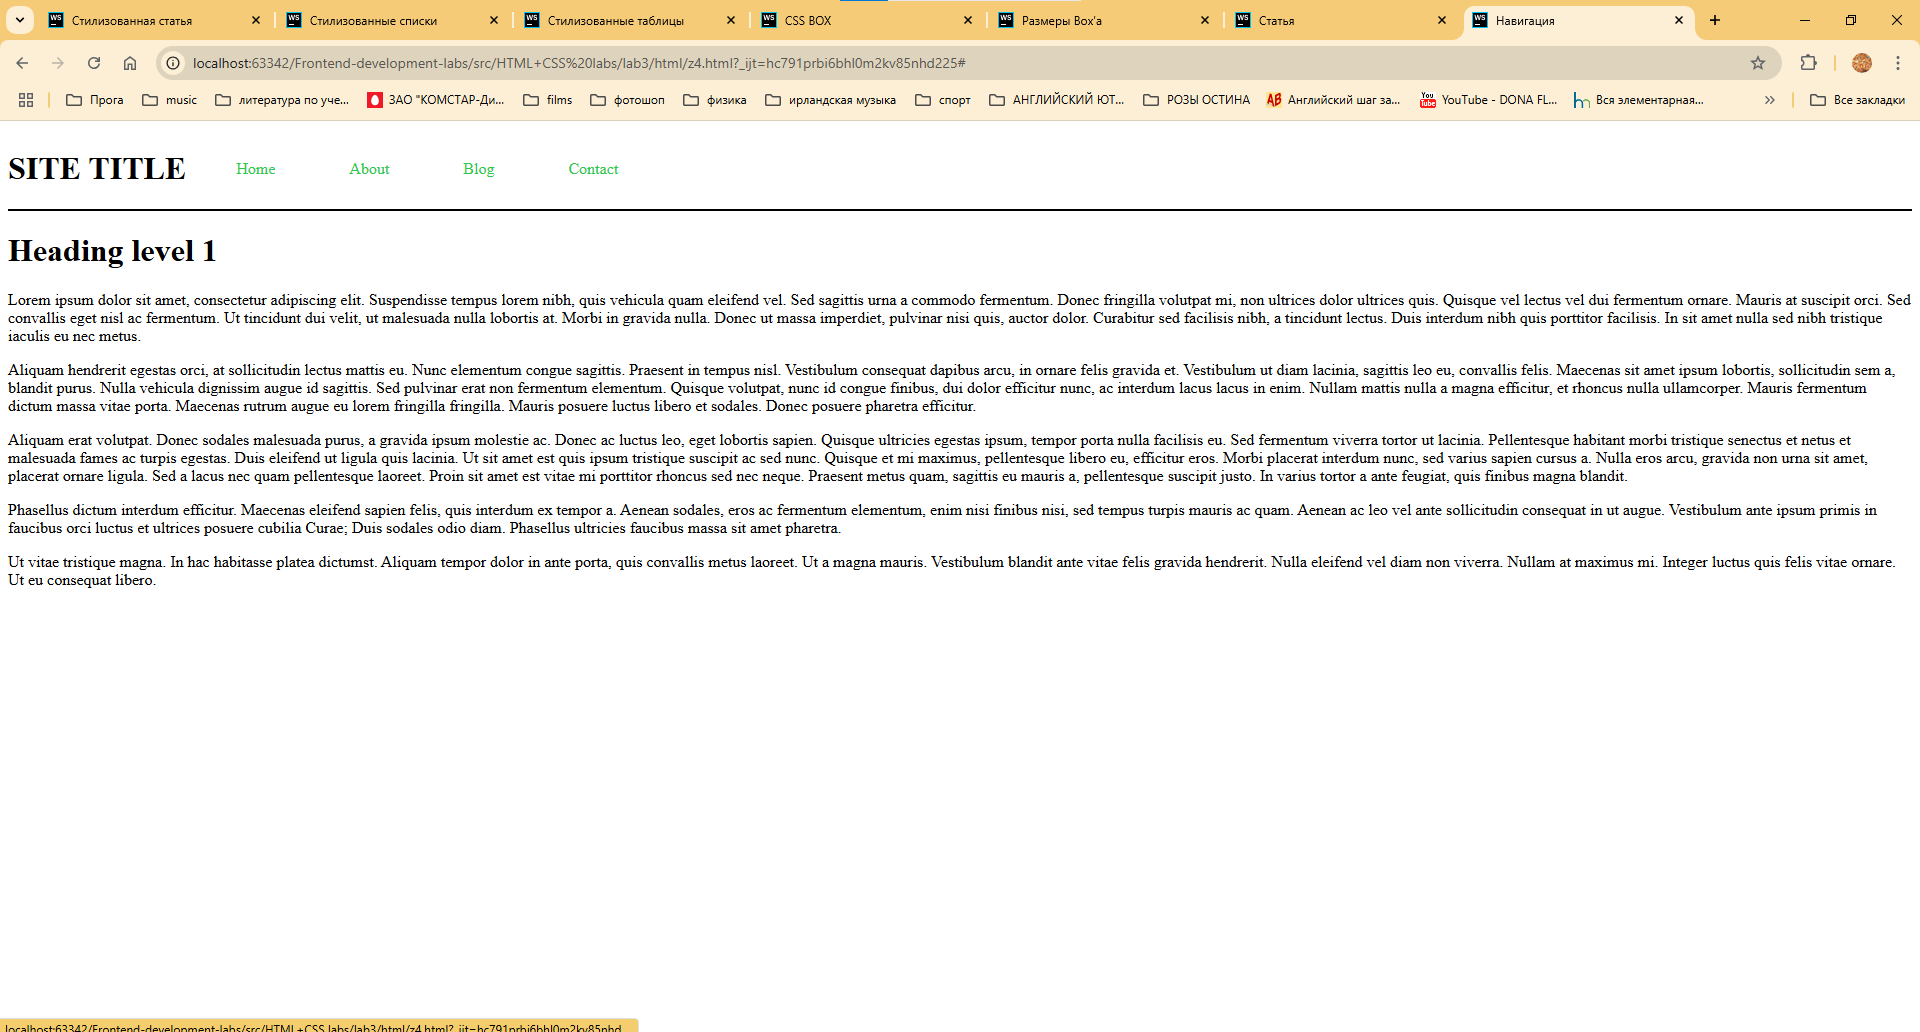 Стилизованная статья
Стилизованные списки
Стилизованные таблицы
CSS BOX
Размеры Box'а
Статья
Навигация
localhost:63342/Frontend-development-labs/src/HTML+CSS%20labs/lab3/html/z4.html?_ijt=hc791prbi6bhl0m2kv85nhd225#
Прога
music
литература по уче...
ЗАО "КОМСТАР-Ди...
films
фотошоп
физика
ирландская музыка
спорт
АНГЛИЙСКИЙ ЮТ...
РОЗЫ ОСТИНА
Английский шаг за...
YouTube - DONA FL...
Вся элементарная...
Все закладки
SITE TITLE
Home
About
Blog
Contact
Heading level 1
Lorem ipsum dolor sit amet, consectetur adipiscing elit. Suspendisse tempus lorem nibh, quis vehicula quam eleifend vel. Sed sagittis urna a commodo fermentum. Donec fringilla volutpat mi, non ultrices dolor ultrices quis. Quisque vel lectus vel dui fermentum ornare. Mauris at suscipit orci. Sed
convallis eget nisl ac fermentum. Ut tincidunt dui velit, ut malesuada nulla lobortis at. Morbi in gravida nulla. Donec ut massa imperdiet, pulvinar nisi quis, auctor dolor. Curabitur sed facilisis nibh, a tincidunt lectus. Duis interdum nibh quis porttitor facilisis. In sit amet nulla sed nibh tristique
iaculis eu nec metus.
Aliquam hendrerit egestas orci, at sollicitudin lectus mattis eu. Nunc elementum congue sagittis. Praesent in tempus nisl. Vestibulum consequat dapibus arcu, in ornare felis gravida et. Vestibulum ut diam lacinia, sagittis leo eu, convallis felis. Maecenas sit amet ipsum lobortis, sollicitudin sem a,
blandit purus. Nulla vehicula dignissim augue id sagittis. Sed pulvinar erat non fermentum elementum. Quisque volutpat, nunc id congue finibus, dui dolor efficitur nunc, ac interdum lacus lacus in enim. Nullam mattis nulla a magna efficitur, et rhoncus nulla ullamcorper. Mauris fermentum
dictum massa vitae porta. Maecenas rutrum augue eu lorem fringilla fringilla. Mauris posuere luctus libero et sodales. Donec posuere pharetra efficitur.
Aliquam erat volutpat. Donec sodales malesuada purus, a gravida ipsum molestie ac. Donec ac luctus leo, eget lobortis sapien. Quisque ultricies egestas ipsum, tempor porta nulla facilisis eu. Sed fermentum viverra tortor ut lacinia. Pellentesque habitant morbi tristique senectus et netus et
malesuada fames ac turpis egestas. Duis eleifend ut ligula quis lacinia. Ut sit amet est quis ipsum tristique suscipit ac sed nunc. Quisque et mi maximus, pellentesque libero eu, efficitur eros. Morbi placerat interdum nunc, sed varius sapien cursus a. Nulla eros arcu, gravida non urna sit amet,
placerat ornare ligula. Sed a lacus nec quam pellentesque laoreet. Proin sit amet est vitae mi porttitor rhoncus sed nec neque. Praesent metus quam, sagittis eu mauris a, pellentesque suscipit justo. In varius tortor a ante feugiat, quis finibus magna blandit.
Phasellus dictum interdum efficitur. Maecenas eleifend sapien felis, quis interdum ex tempor a. Aenean sodales, eros ac fermentum elementum, enim nisi finibus nisi, sed tempus turpis mauris ac quam. Aenean ac leo vel ante sollicitudin consequat in ut augue. Vestibulum ante ipsum primis in
faucibus orci luctus et ultrices posuere cubilia Curae; Duis sodales odio diam. Phasellus ultricies faucibus massa sit amet pharetra.
Ut vitae tristique magna. In hac habitasse platea dictumst. Aliquam tempor dolor in ante porta, quis convallis metus laoreet. Ut a magna mauris. Vestibulum blandit ante vitae felis gravida hendrerit. Nulla eleifend vel diam non viverra. Nullam at maximus mi. Integer luctus quis felis vitae ornare.
Ut eu consequat libero.
localhost:63342/Frontend-development-labs/src/HTML+CSS labs/lab3/html/z4.html?_ijt=hc791prbi6bhl0m2kv85nhd...